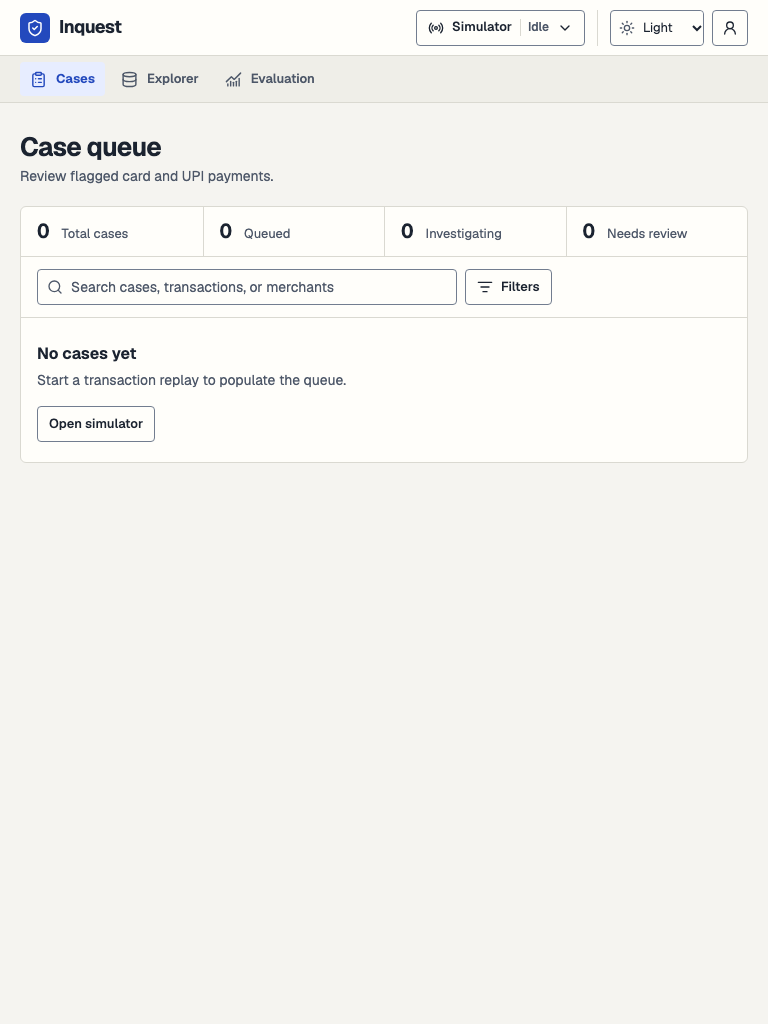 Inquest
Simulator Idle
Light
Cases
Explorer
Evaluation
Case queue
Review flagged card and UPI payments.
0 Total cases
0 Queued
0 Investigating
0 Needs review
Search cases, transactions, or merchants
Filters
No cases yet
Start a transaction replay to populate the queue.
Open simulator